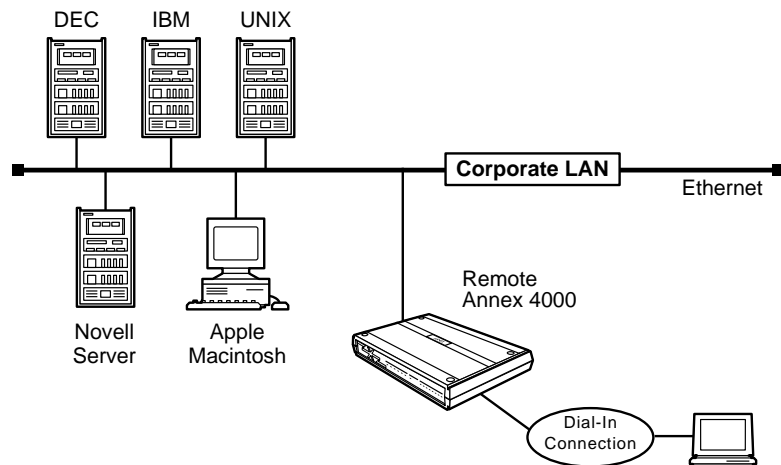 DEC
IBM
UNIX
Corporate LAN
Ethernet
Novell
Server
Apple
Macintosh
Remote
Annex 4000
Dial-In
Connection